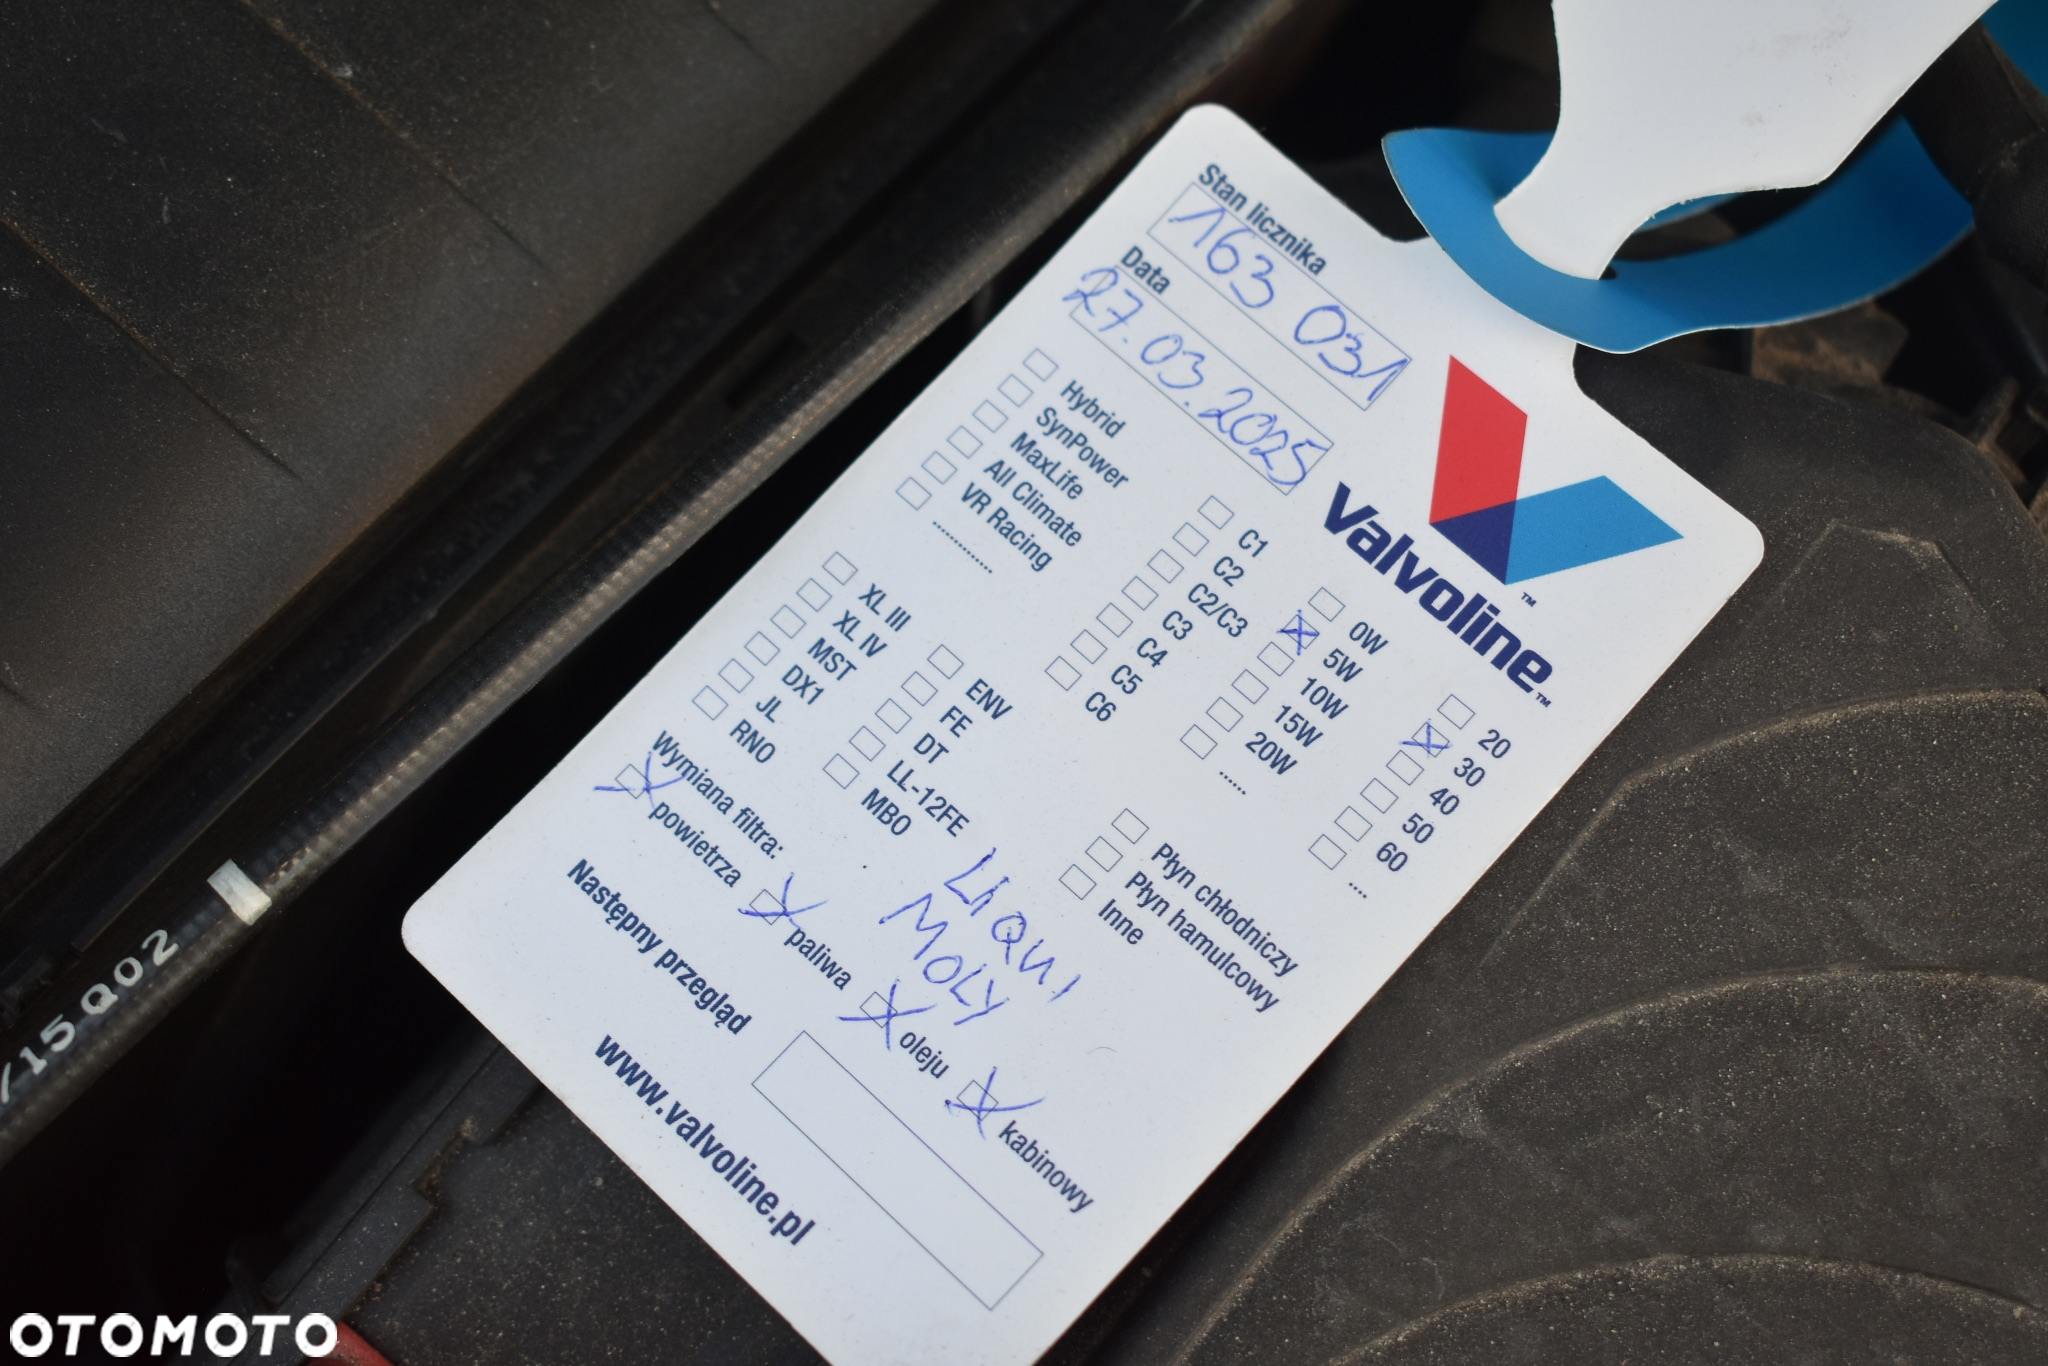 Stan licznika
163 031
Data
27.03.2025
Valvoline™
™
Hybrid
SynPower
MaxLife
All Climate
VR Racing
............
C1
C2
C2/C3
C3
C4
C5
C6
0W
5W
10W
15W
20W
.....
20
30
40
50
60
....
XL III
XL IV
MST
DX1
JL
RNO
ENV
FE
DT
LL-12FE
MBO
Płyn chłodniczy
Płyn hamulcowy
Inne
LIQUI
MOLY
Wymiana filtra:
powietrza
paliwa
oleju
kabinowy
Następny przegląd
www.valvoline.pl
/15Q02
OTOMOTO